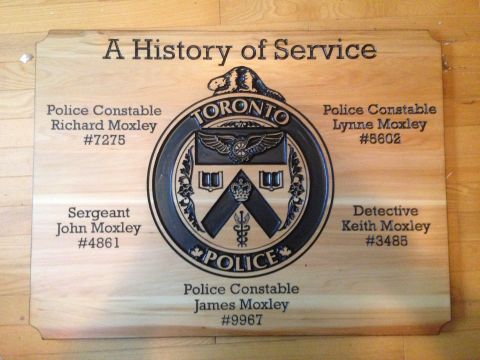 A History of Service
TORONTO
Police Constable
Richard Moxley
#7275
Police Constable
Lynne Moxley
#5602
Sergeant
John Moxley
#4861
Detective
Keith Moxley
#3485
POLICE
Police Constable
James Moxley
#9967